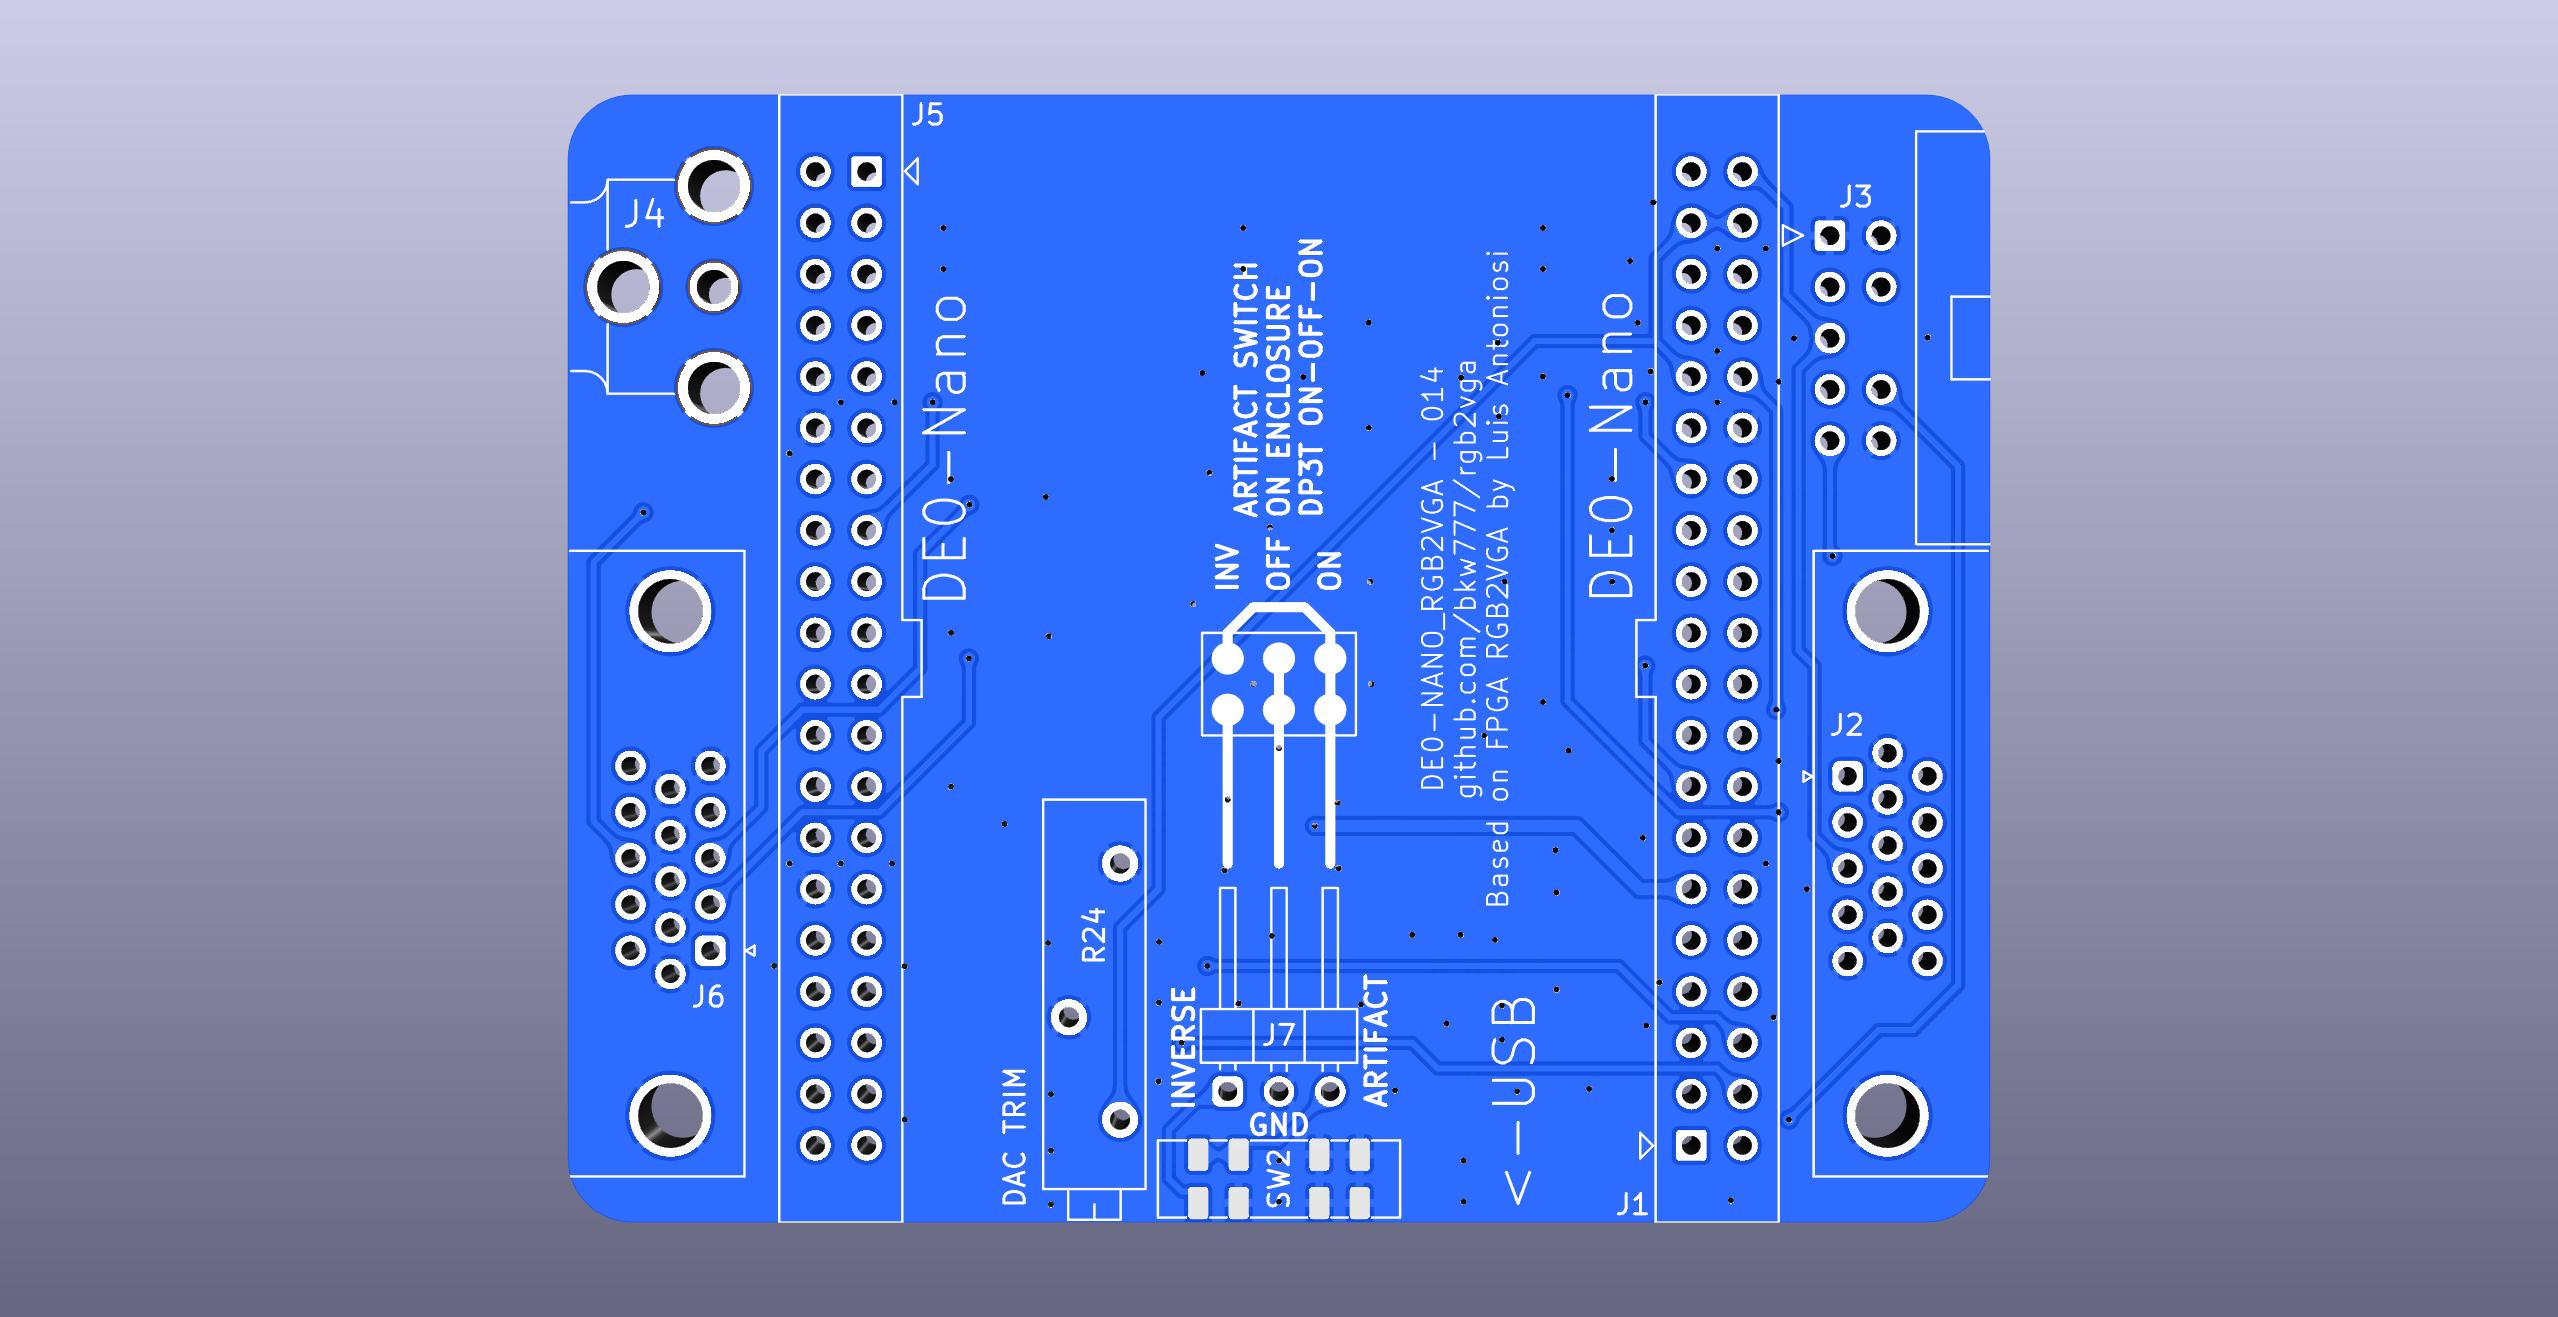 J5
J4
J3
DE0-Nano
ARTIFACT SWITCH
ON ENCLOSURE
DP3T ON-OFF-ON
INV
OFF
ON
DE0-NANO_RGB2VGA - 014
github.com/bkw777/rgb2vga
Based on FPGA RGB2VGA by Luis Antoniosi
DE0-Nano
J2
J6
R24
DAC TRIM
INVERSE
J7
ARTIFACT
GND
SW2
<-USB
J1